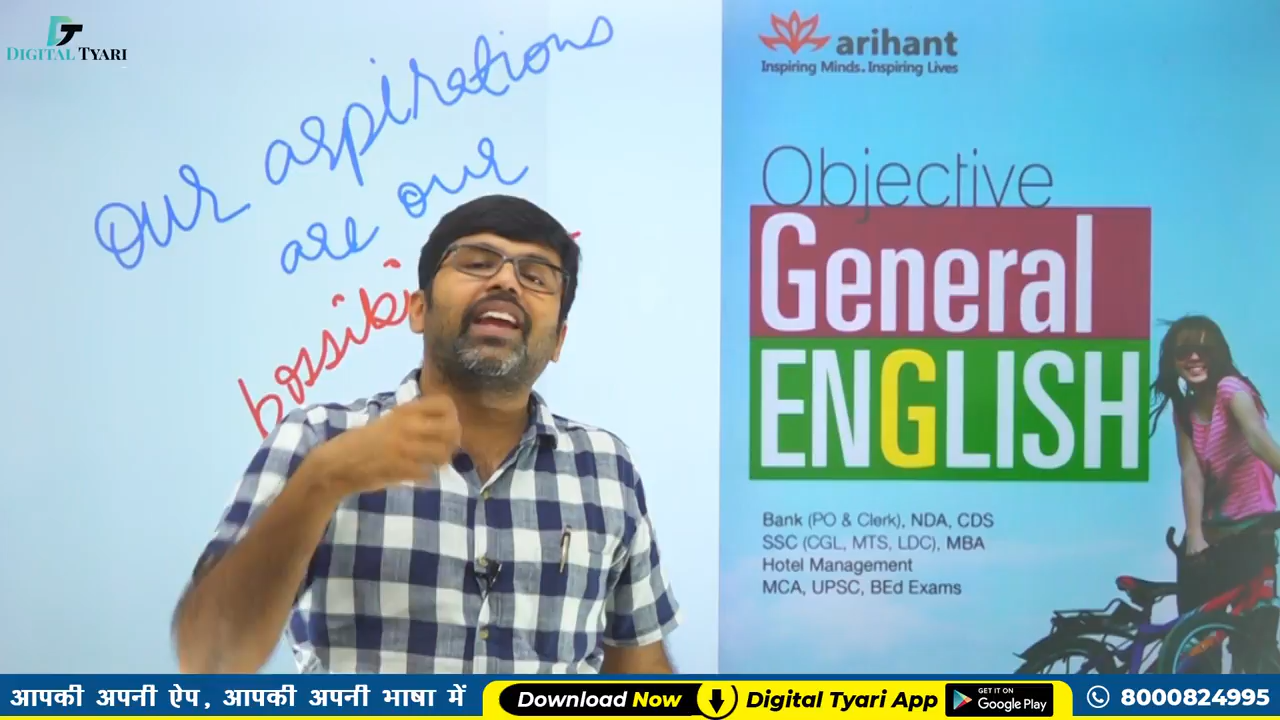 DIGITAL TYARI
our aspirations
are our
arihant
Inspiring Minds. Inspiring Lives
Objective
General
ENGLISH
Bank (PO & Clerk), NDA, CDS
SSC (CGL, MTS, LDC), MBA
Hotel Management
MCA, UPSC, BEd Exams
आपकी अपनी ऐप, आपकी अपनी भाषा में
Download Now
Digital Tyari App
GET IT ON
Google Play
8000824995